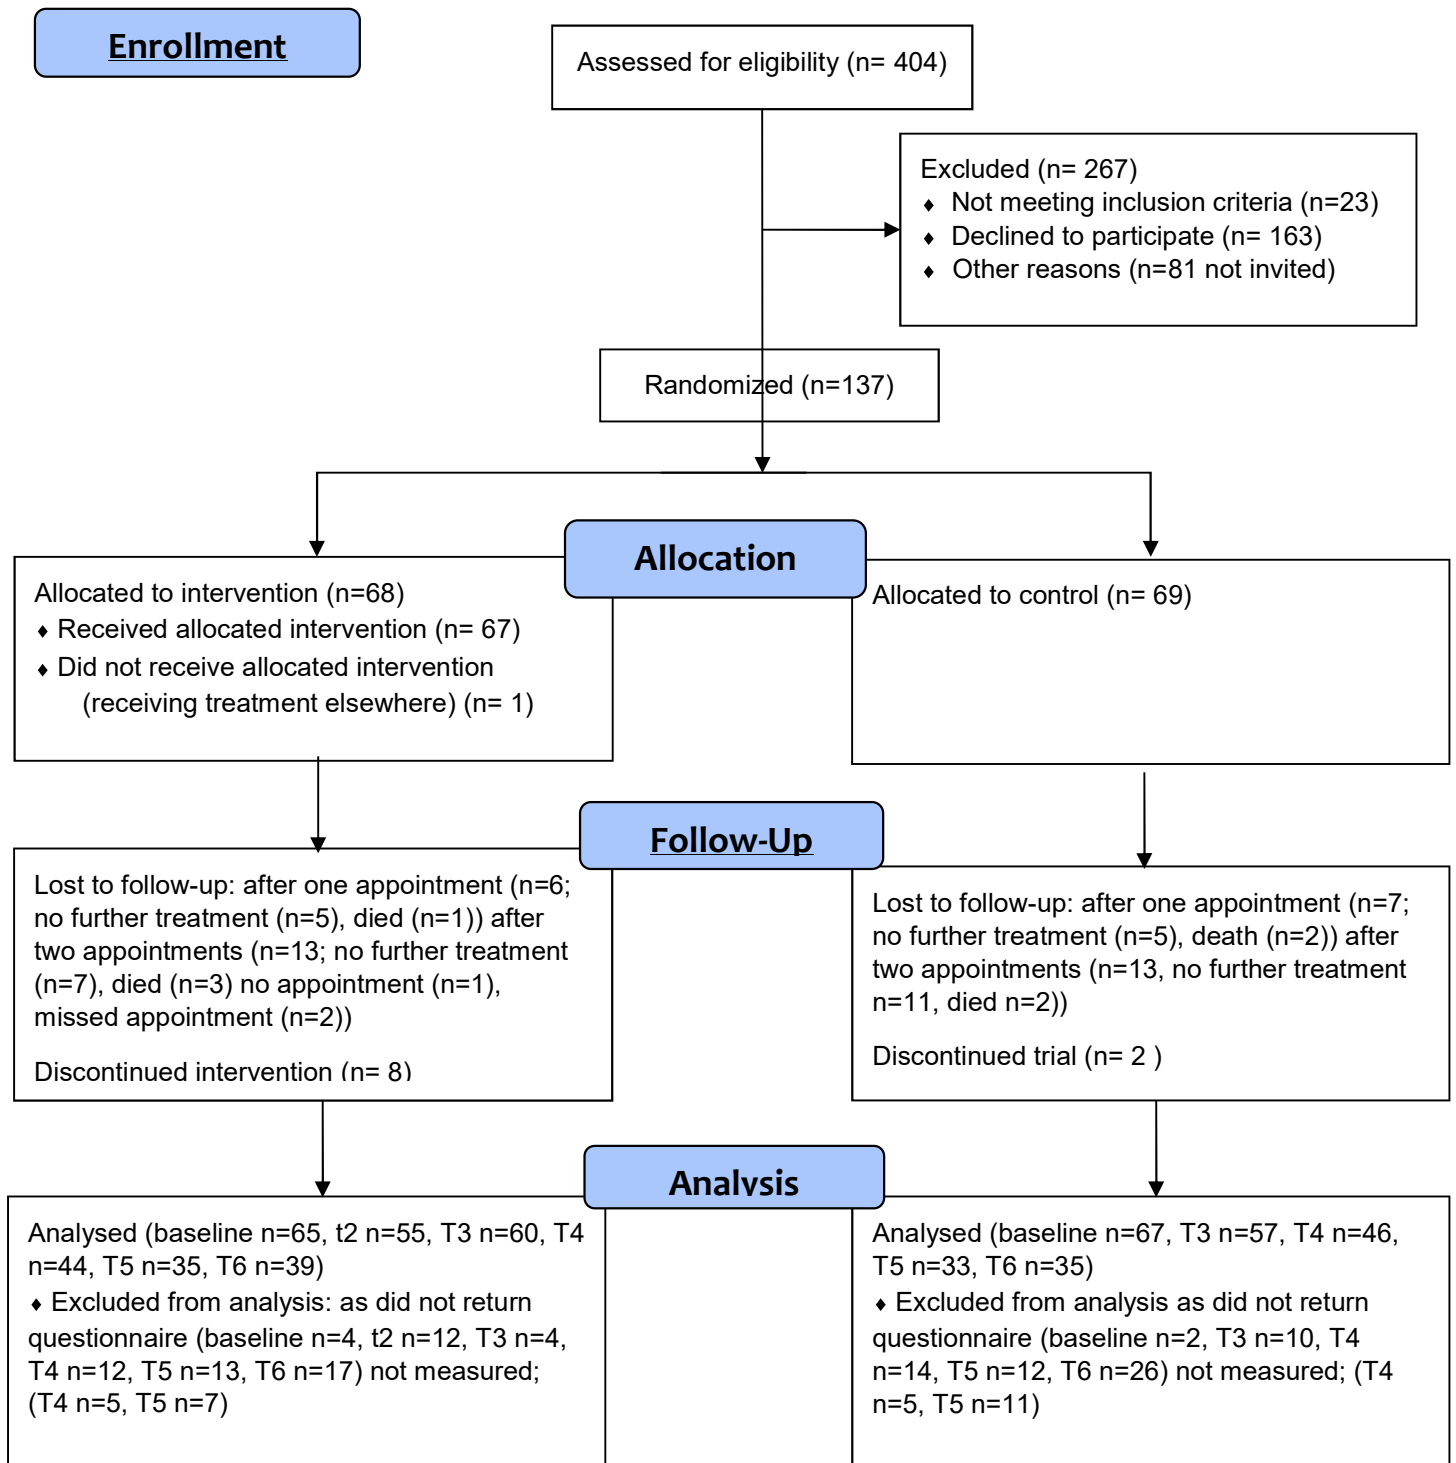 Enrollment
Assessed for eligibility (n= 404)
Excluded (n= 267)
♦ Not meeting inclusion criteria (n=23)
♦ Declined to participate (n= 163)
♦ Other reasons (n=81 not invited)
Randomized (n=137)
Allocation
Allocated to intervention (n=68)
♦ Received allocated intervention (n= 67)
♦ Did not receive allocated intervention
(receiving treatment elsewhere) (n= 1)
Allocated to control (n= 69)
Follow-Up
Lost to follow-up: after one appointment (n=6;
no further treatment (n=5), died (n=1)) after
two appointments (n=13; no further treatment
(n=7), died (n=3) no appointment (n=1),
missed appointment (n=2))
Discontinued intervention (n= 8)
Lost to follow-up: after one appointment (n=7;
no further treatment (n=5), death (n=2)) after
two appointments (n=13, no further treatment
n=11, died n=2))
Discontinued trial (n= 2 )
Analysis
Analysed (baseline n=65, t2 n=55, T3 n=60, T4
n=44, T5 n=35, T6 n=39)
♦ Excluded from analysis: as did not return
questionnaire (baseline n=4, t2 n=12, T3 n=4,
T4 n=12, T5 n=13, T6 n=17) not measured;
(T4 n=5, T5 n=7)
Analysed (baseline n=67, T3 n=57, T4 n=46,
T5 n=33, T6 n=35)
♦ Excluded from analysis as did not return
questionnaire (baseline n=2, T3 n=10, T4
n=14, T5 n=12, T6 n=26) not measured; (T4
n=5, T5 n=11)